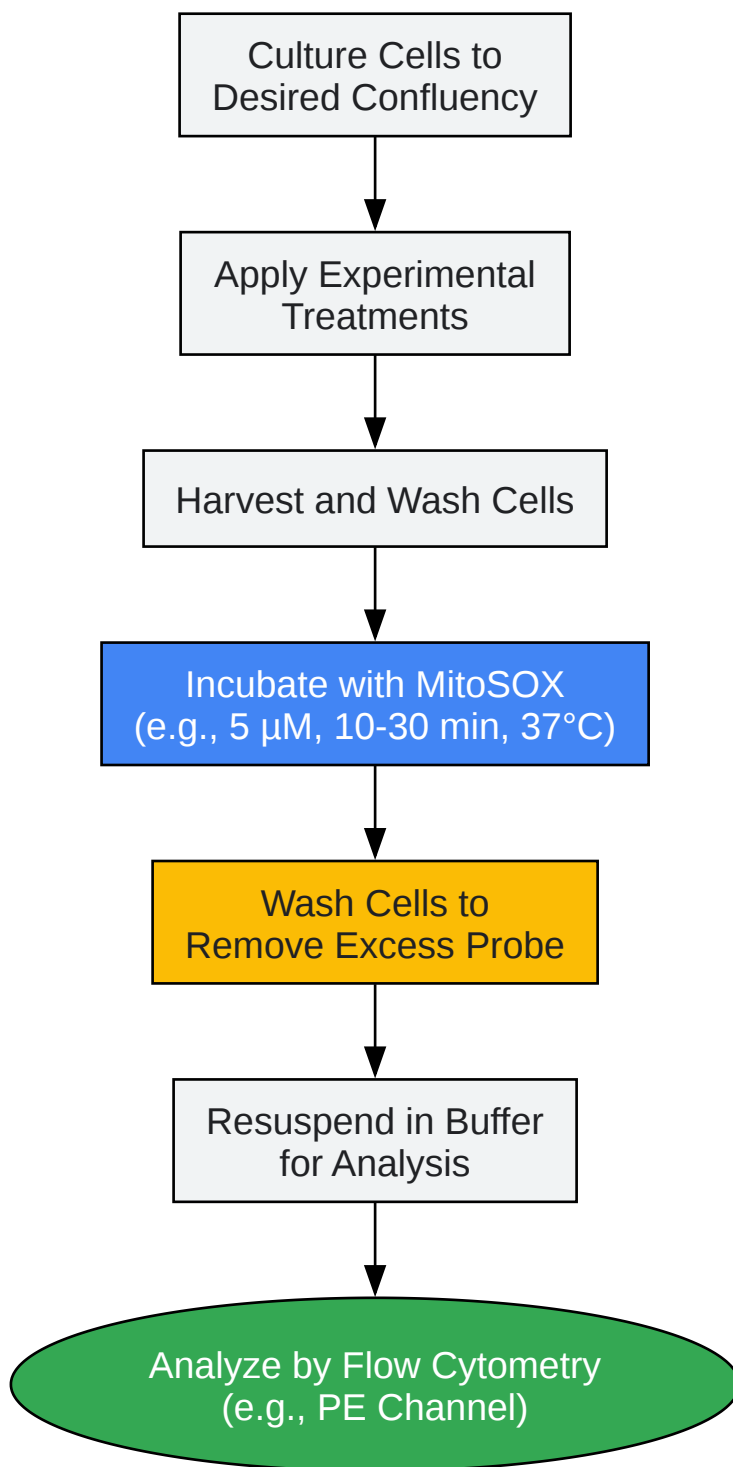 Culture Cells to
Desired Confluency
Apply Experimental
Treatments
Harvest and Wash Cells
Incubate with MitoSOX
(e.g., 5 µM, 10-30 min, 37°C)
Wash Cells to
Remove Excess Probe
Resuspend in Buffer
for Analysis
Analyze by Flow Cytometry
(e.g., PE Channel)